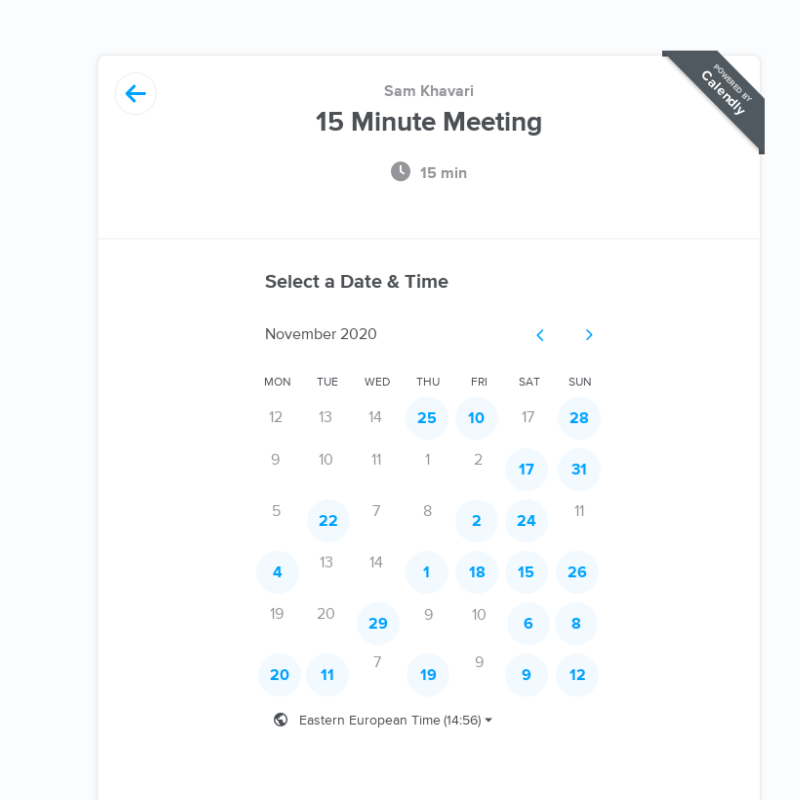 POWERED BY
Calendly
Sam Khavari
15 Minute Meeting
15 min
Select a Date & Time
November 2020
MON TUE WED THU FRI SAT SUN
12 13 14 25 10 17 28
9 10 11 1 2 17 31
5 22 7 8 2 24 11
4 13 14 1 18 15 26
19 20 29 9 10 6 8
20 11 7 19 9 9 12
Eastern European Time (14:56)